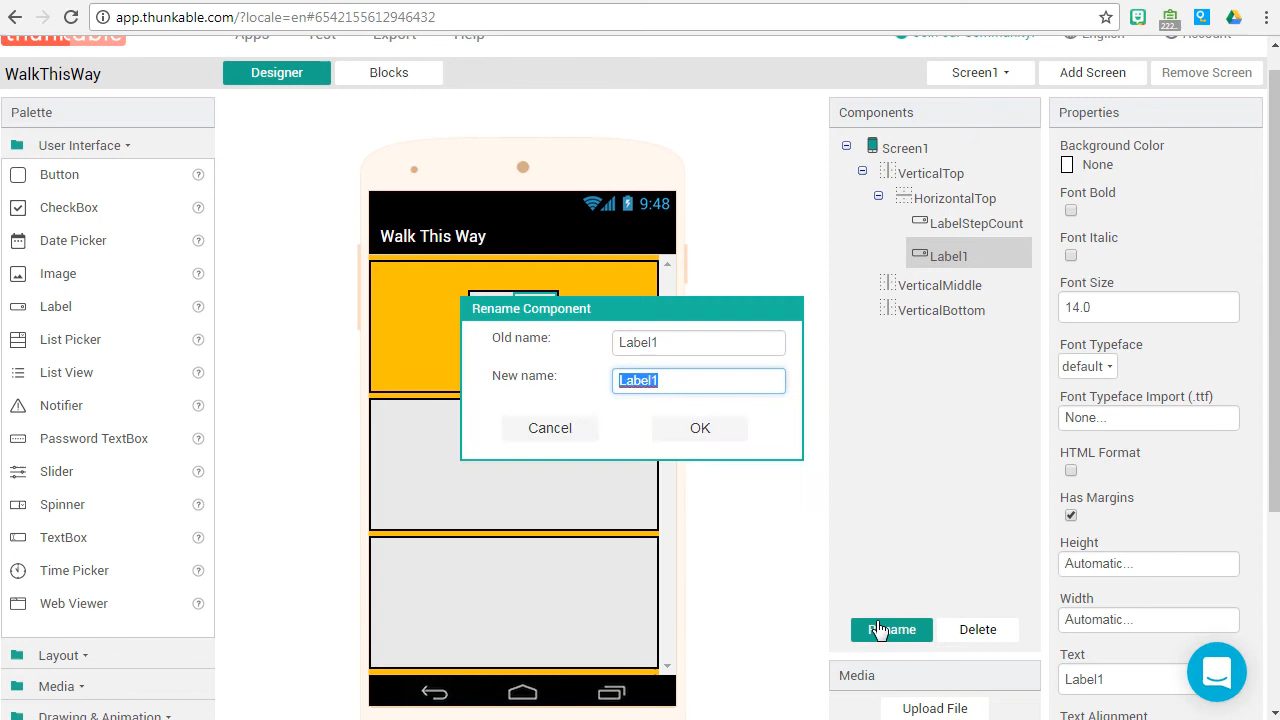 app.thunkable.com/?locale=en#6542155612946432
222
thunkable
Apps
Test
Export
Help
Join our Community!
English
Account
WalkThisWay
Designer
Blocks
Screen1
Add Screen
Remove Screen
Palette
User Interface
Button
CheckBox
Date Picker
Image
Label
List Picker
List View
Notifier
Password TextBox
Slider
Spinner
TextBox
Time Picker
Web Viewer
Layout
Media
Drawing & Animation
9:48
Walk This Way
Rename Component
Old name:
Label1
New name:
Label1
Cancel
OK
Components
Screen1
VerticalTop
HorizontalTop
LabelStepCount
Label1
VerticalMiddle
VerticalBottom
Rename
Delete
Media
Upload File
Properties
Background Color
None
Font Bold
Font Italic
Font Size
14.0
Font Typeface
default
Font Typeface Import (.ttf)
None...
HTML Format
Has Margins
Height
Automatic...
Width
Automatic...
Text
Label1
Text Alignment